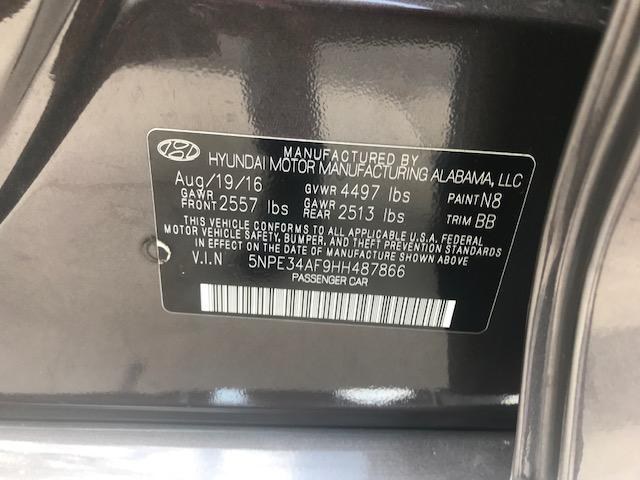 MANUFACTURED BY
HYUNDAI MOTOR MANUFACTURING ALABAMA, LLC
Aug/19/16 GVWR 4497 lbs PAINT N8
GAWR FRONT 2557 lbs GAWR REAR 2513 lbs TRIM BB
THIS VEHICLE CONFORMS TO ALL APPLICABLE U.S.A FEDERAL
MOTOR VEHICLE SAFETY, BUMPER, AND THEFT PREVENTION STANDARDS
IN EFFECT ON THE DATE OF MANUFACTURE SHOWN ABOVE.
V.I.N 5NPE34AF9HH487866
PASSENGER CAR